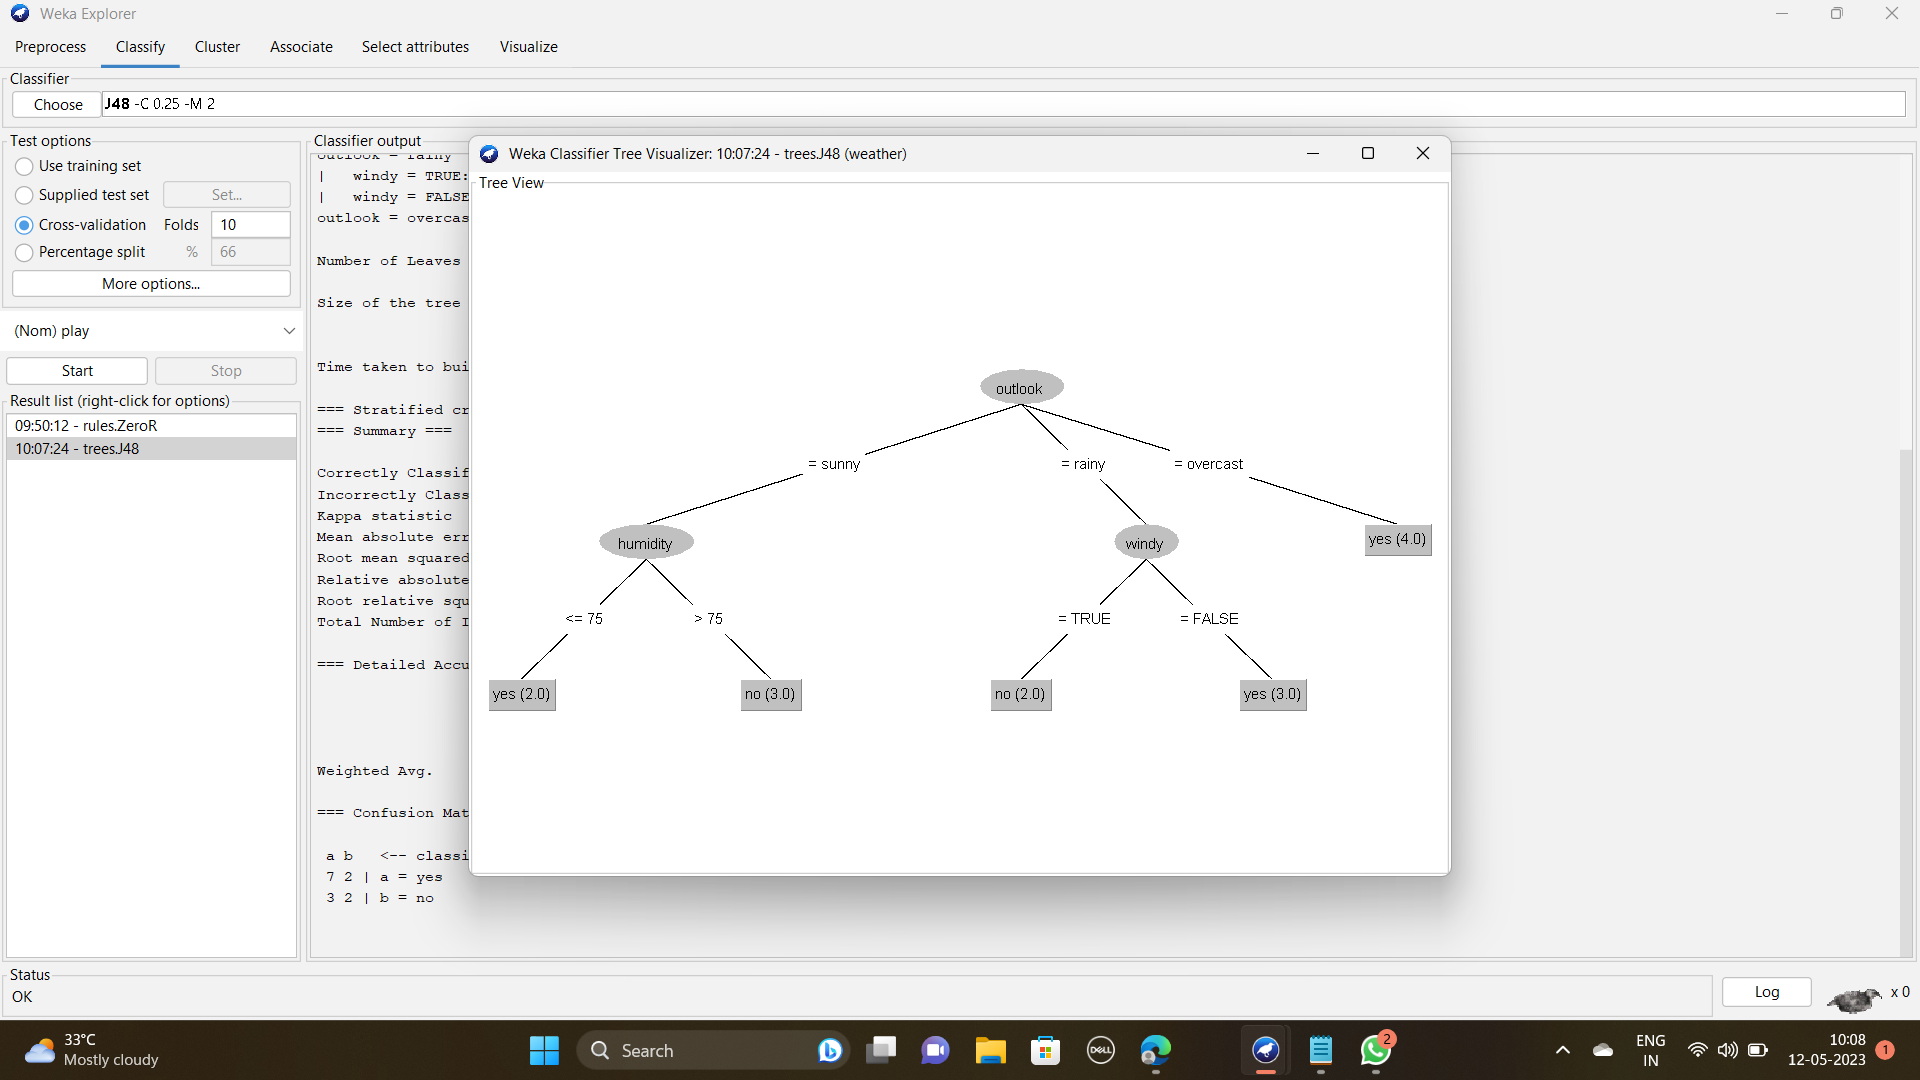 Weka Explorer
Preprocess Classify Cluster Associate Select attributes Visualize
Classifier
Choose J48 -C 0.25 -M 2
Test options
Use training set
Supplied test set Set...
Cross-validation Folds 10
Percentage split % 66
More options...
(Nom) play
Start Stop
Result list (right-click for options)
09:50:12 - rules.ZeroR
10:07:24 - trees.J48
Classifier output
outlook = rainy
| windy = TRUE:
| windy = FALSE
outlook = overcas
Number of Leaves
Size of the tree
Time taken to bui
=== Stratified cr
=== Summary ===
Correctly Classif
Incorrectly Class
Kappa statistic
Mean absolute err
Root mean squared
Relative absolute
Root relative squ
Total Number of I
=== Detailed Accu
Weighted Avg.
=== Confusion Mat
a b <-- classi
7 2 | a = yes
3 2 | b = no
Weka Classifier Tree Visualizer: 10:07:24 - trees.J48 (weather)
Tree View
outlook
= sunny = rainy = overcast
humidity windy yes (4.0)
<= 75 > 75 = TRUE = FALSE
yes (2.0) no (3.0) no (2.0) yes (3.0)
Status
OK
Log x 0
33°C
Mostly cloudy
Search
DELL
2
ENG
IN
10:08
12-05-2023
1